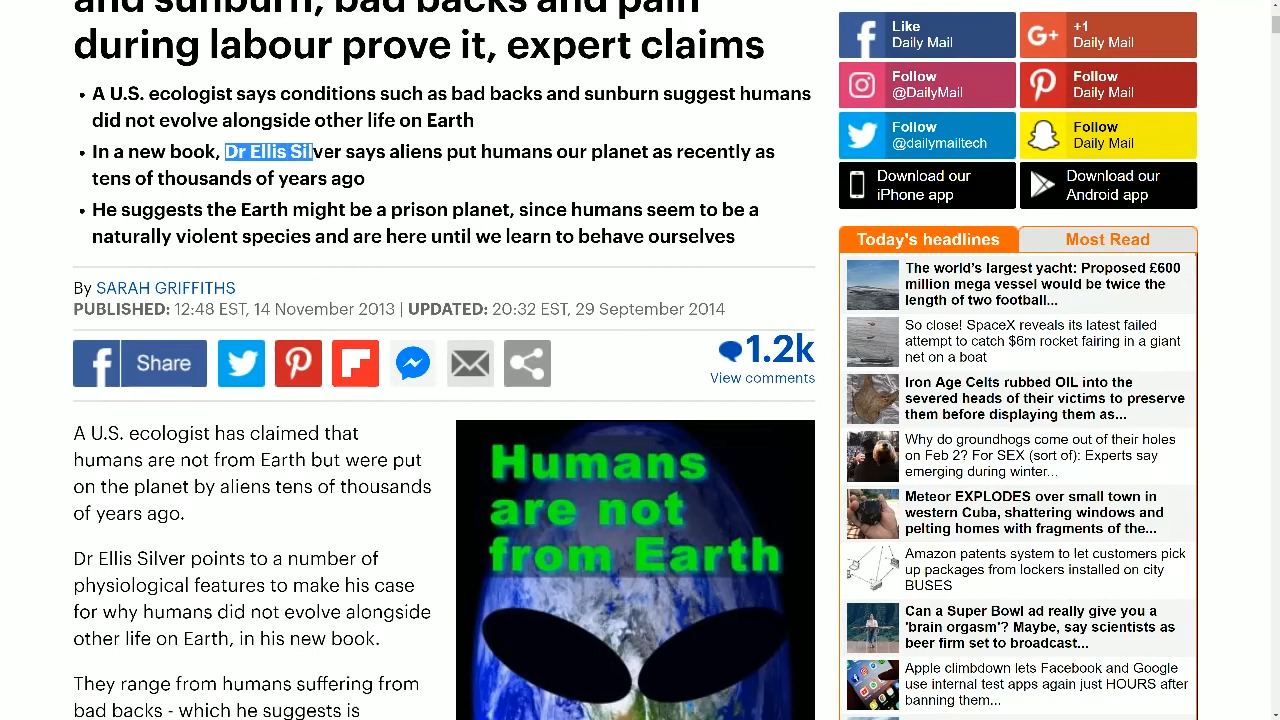 and sunburn, bad backs and pain
during labour prove it, expert claims
A U.S. ecologist says conditions such as bad backs and sunburn suggest humans
did not evolve alongside other life on Earth
In a new book, Dr Ellis Silver says aliens put humans our planet as recently as
tens of thousands of years ago
He suggests the Earth might be a prison planet, since humans seem to be a
naturally violent species and are here until we learn to behave ourselves
By SARAH GRIFFITHS
PUBLISHED: 12:48 EST, 14 November 2013 | UPDATED: 20:32 EST, 29 September 2014
Share
1.2k
View comments
A U.S. ecologist has claimed that
humans are not from Earth but were put
on the planet by aliens tens of thousands
of years ago.
Dr Ellis Silver points to a number of
physiological features to make his case
for why humans did not evolve alongside
other life on Earth, in his new book.
They range from humans suffering from
bad backs - which he suggests is
Humans
are not
from Earth
Like
Daily Mail
+1
Daily Mail
Follow
@DailyMail
Follow
Daily Mail
Follow
@dailymailtech
Follow
Daily Mail
Download our
iPhone app
Download our
Android app
Today's headlines
Most Read
The world's largest yacht: Proposed £600
million mega vessel would be twice the
length of two football...
So close! SpaceX reveals its latest failed
attempt to catch $6m rocket fairing in a giant
net on a boat
Iron Age Celts rubbed OIL into the
severed heads of their victims to preserve
them before displaying them as...
Why do groundhogs come out of their holes
on Feb 2? For SEX (sort of): Experts say
emerging during winter...
Meteor EXPLODES over small town in
western Cuba, shattering windows and
pelting homes with fragments of the...
Amazon patents system to let customers pick
up packages from lockers installed on city
BUSES
Can a Super Bowl ad really give you a
'brain orgasm'? Maybe, say scientists as
beer firm set to broadcast...
Apple climbdown lets Facebook and Google
use internal test apps again just HOURS after
banning them...